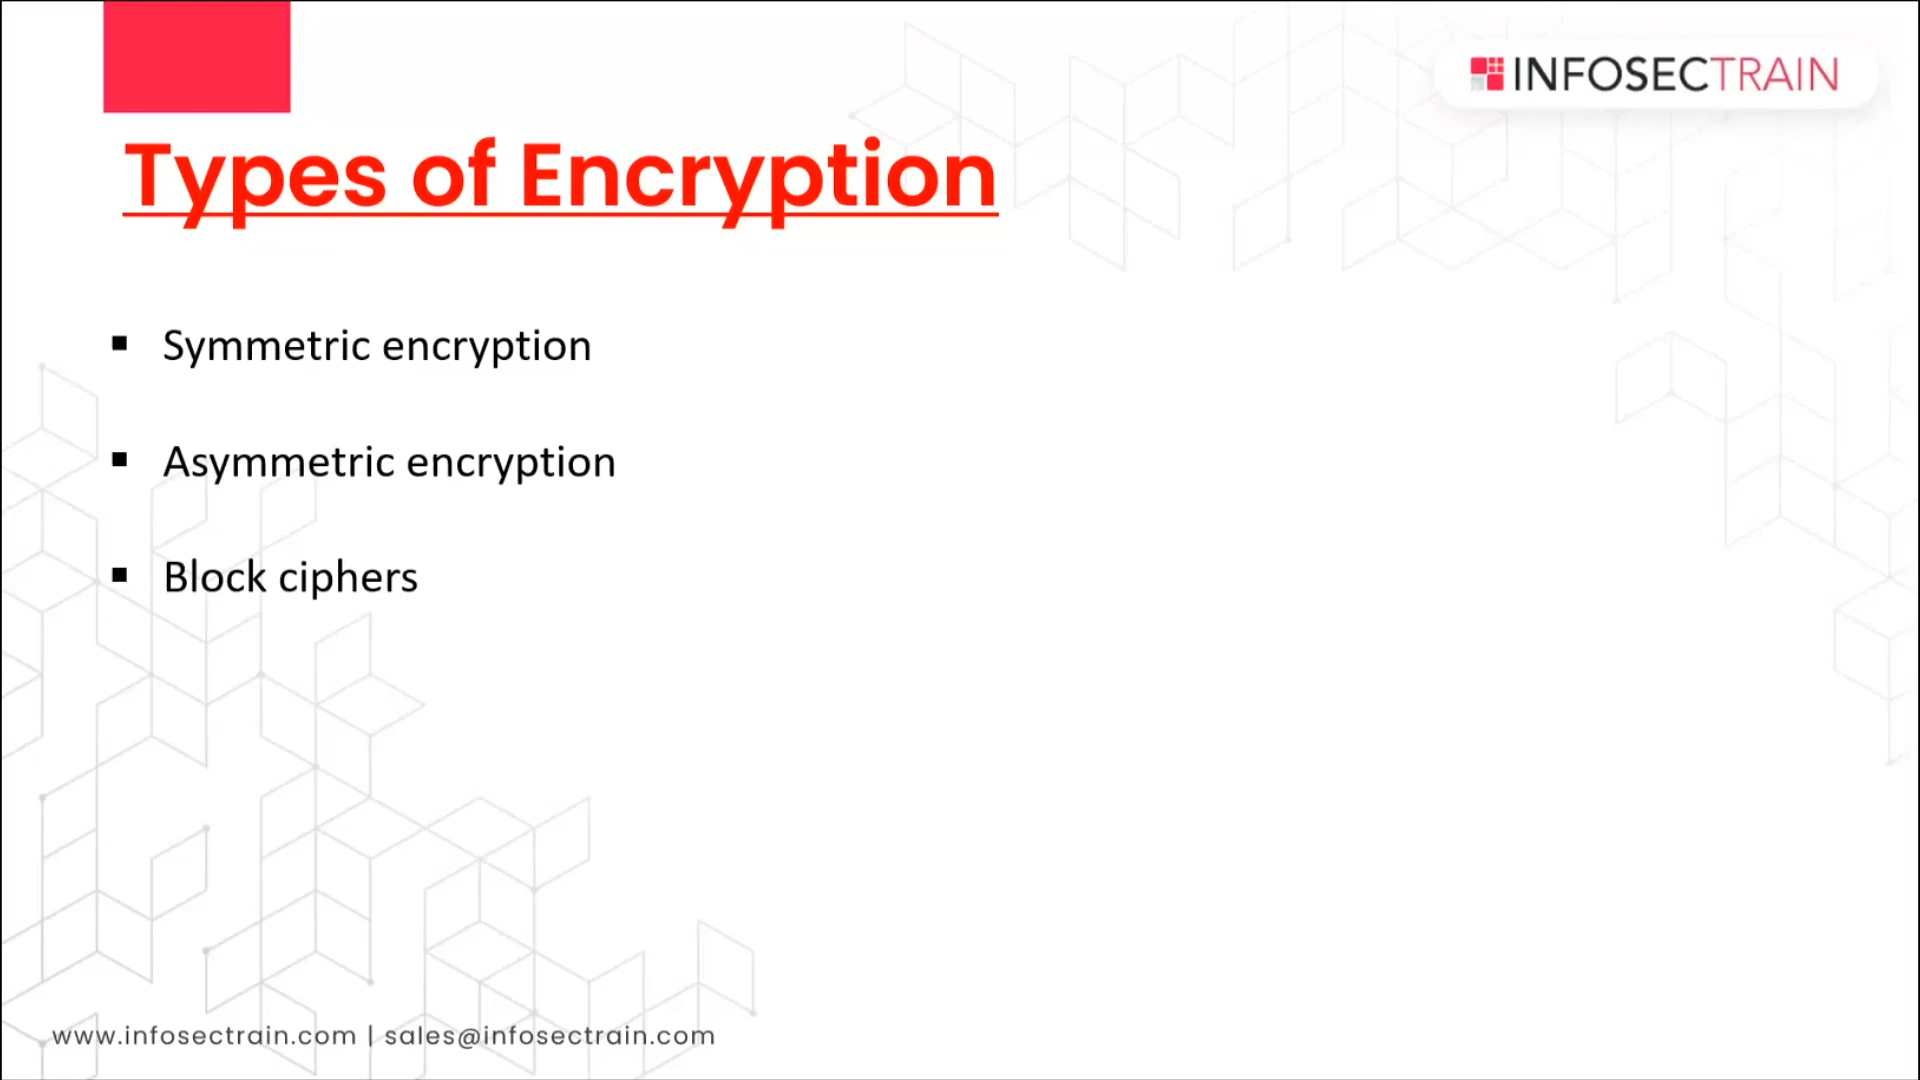 INFOSECTRAIN
Types of Encryption
▪ Symmetric encryption
▪ Asymmetric encryption
▪ Block ciphers
www.infosectrain.com | sales@infosectrain.com